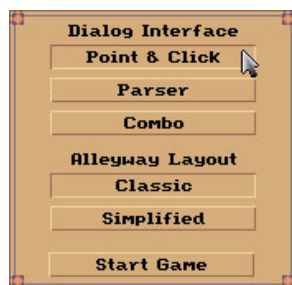 Dialog Interface
Point & Click
Parser
Combo
Alleyway Layout
Classic
Simplified
Start Game